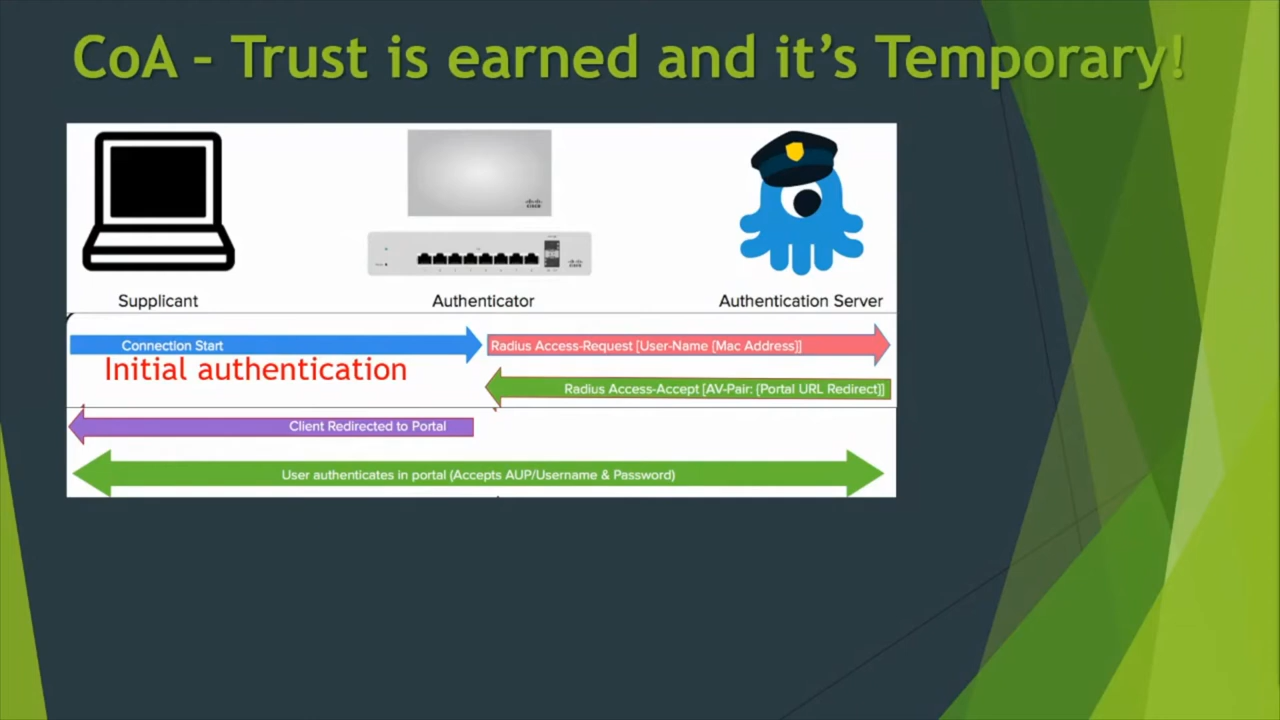 CoA – Trust is earned and it's Temporary!
Supplicant
Authenticator
Authentication Server
Connection Start
Radius Access-Request [User-Name (Mac Address)]
Initial authentication
Radius Access-Accept [AV-Pair: (Portal URL Redirect)]
Client Redirected to Portal
User authenticates in portal (Accepts AUP/Username & Password)